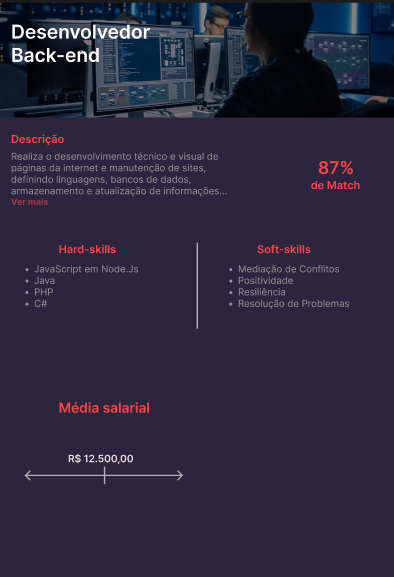 Desenvolvedor
Back-end
Descrição
Realiza o desenvolvimento técnico e visual de
páginas da internet e manutenção de sites,
definindo linguagens, bancos de dados,
armazenamento e atualização de informações...
Ver mais
87%
de Match
Hard-skills
• JavaScript em Node.Js
• Java
• PHP
• C#
Soft-skills
• Mediação de Conflitos
• Positividade
• Resiliência
• Resolução de Problemas
Média salarial
R$ 12.500,00